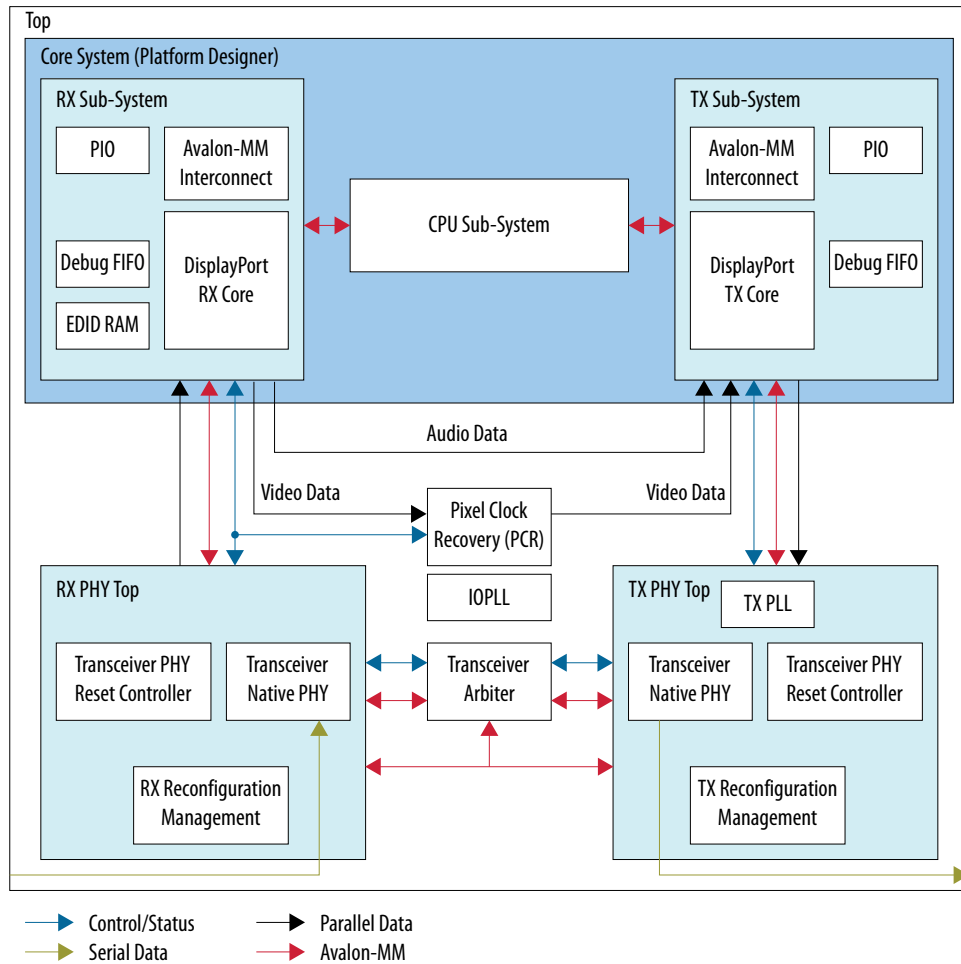 Top
Core System (Platform Designer)
RX Sub-System
PIO
Avalon-MM
Interconnect
Debug FIFO
DisplayPort
RX Core
EDID RAM
CPU Sub-System
TX Sub-System
Avalon-MM
Interconnect
PIO
DisplayPort
TX Core
Debug FIFO
Audio Data
Video Data
Pixel Clock
Recovery (PCR)
Video Data
IOPLL
RX PHY Top
Transceiver PHY
Reset Controller
Transceiver
Native PHY
RX Reconfiguration
Management
Transceiver
Arbiter
TX PHY Top
TX PLL
Transceiver
Native PHY
Transceiver PHY
Reset Controller
TX Reconfiguration
Management
Control/Status
Parallel Data
Serial Data
Avalon-MM